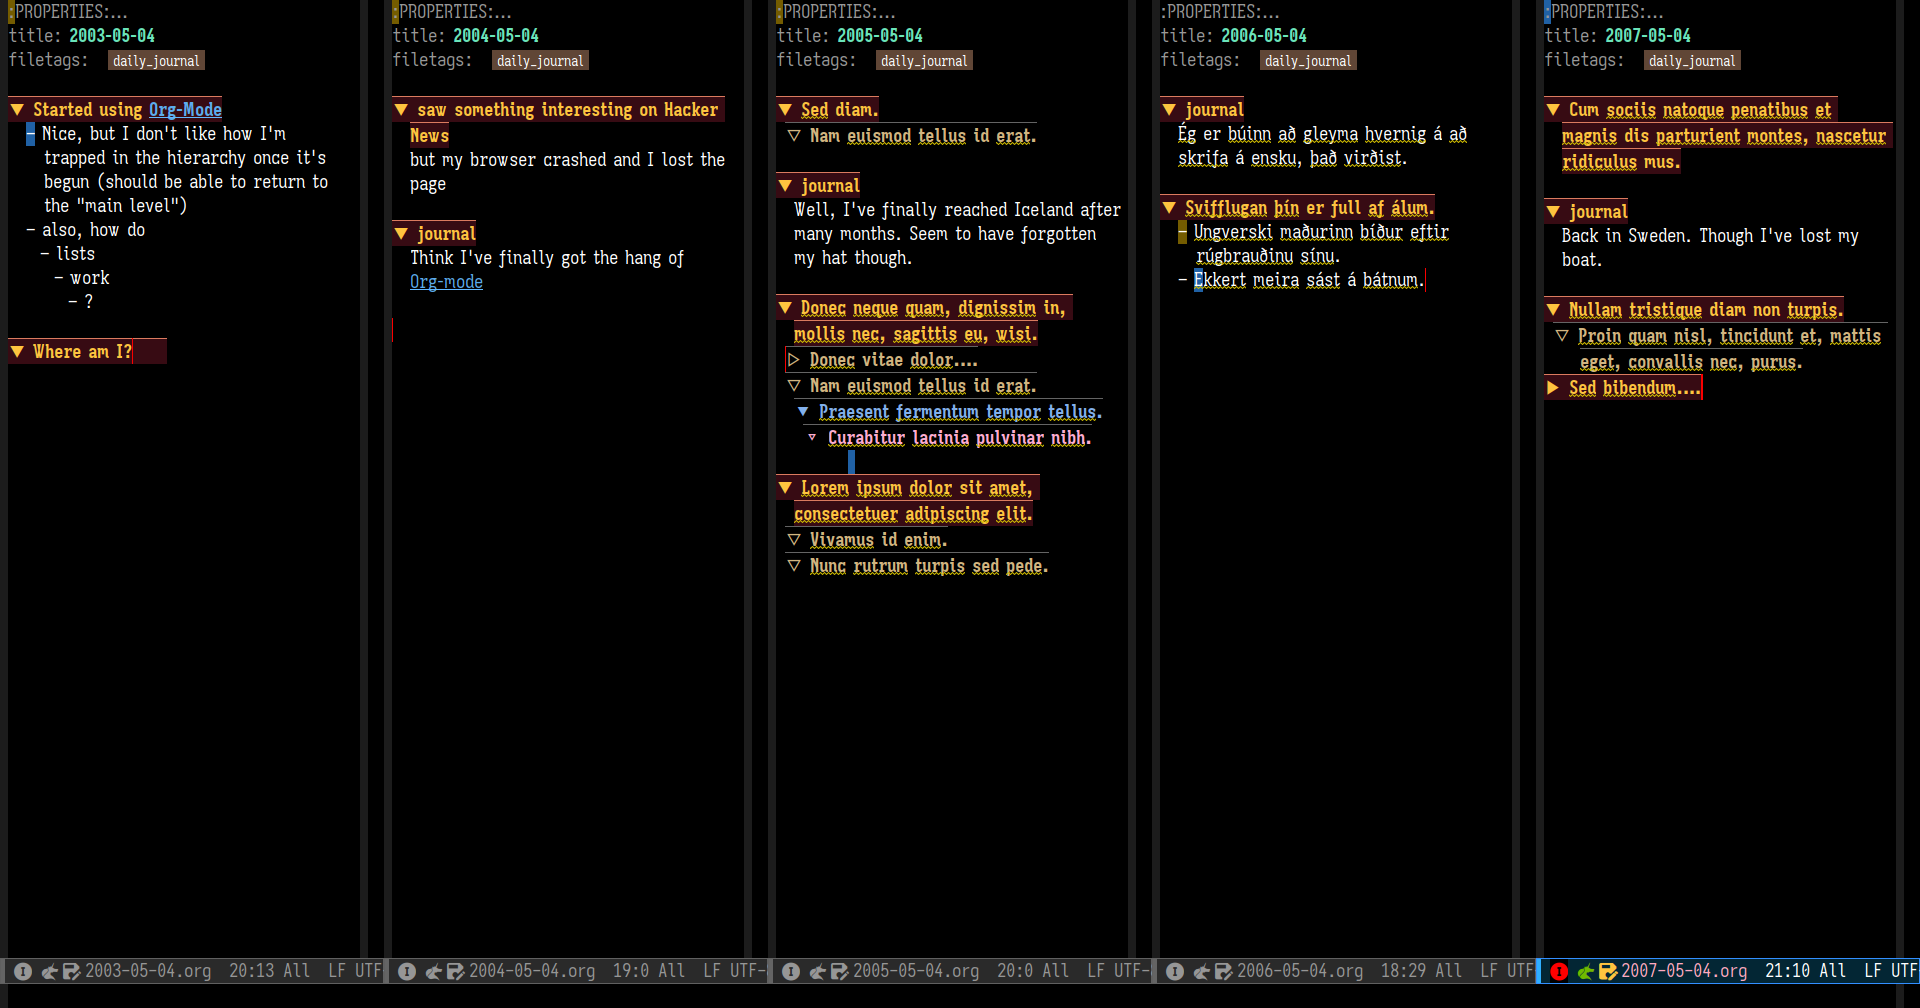 :PROPERTIES:...
title: 2003-05-04
filetags: daily_journal
▼ Started using Org-Mode
– Nice, but I don't like how I'm
trapped in the hierarchy once it's
begun (should be able to return to
the "main level")
– also, how do
– lists
– work
– ?
▼ Where am I?
I 2003-05-04.org 20:13 All LF UTF
:PROPERTIES:...
title: 2004-05-04
filetags: daily_journal
▼ saw something interesting on Hacker
News
but my browser crashed and I lost the
page
▼ journal
Think I've finally got the hang of
Org-mode
I 2004-05-04.org 19:0 All LF UTF-
:PROPERTIES:...
title: 2005-05-04
filetags: daily_journal
▼ Sed diam.
▽ Nam euismod tellus id erat.
▼ journal
Well, I've finally reached Iceland after
many months. Seem to have forgotten
my hat though.
▼ Donec neque quam, dignissim in,
mollis nec, sagittis eu, wisi.
▷ Donec vitae dolor....
▽ Nam euismod tellus id erat.
▼ Praesent fermentum tempor tellus.
▽ Curabitur lacinia pulvinar nibh.
▼ Lorem ipsum dolor sit amet,
consectetuer adipiscing elit.
▽ Vivamus id enim.
▽ Nunc rutrum turpis sed pede.
I 2005-05-04.org 20:0 All LF UTF-
:PROPERTIES:...
title: 2006-05-04
filetags: daily_journal
▼ journal
Ég er búinn að gleyma hvernig á að
skrifa á ensku, það virðist.
▼ Svifflugan þín er full af álum.
– Ungverski maðurinn bíður eftir
rúgbrauðinu sínu.
– Ekkert meira sást á bátnum.
I 2006-05-04.org 18:29 All LF UTF
:PROPERTIES:...
title: 2007-05-04
filetags: daily_journal
▼ Cum sociis natoque penatibus et
magnis dis parturient montes, nascetur
ridiculus mus.
▼ journal
Back in Sweden. Though I've lost my
boat.
▼ Nullam tristique diam non turpis.
▽ Proin quam nisl, tincidunt et, mattis
eget, convallis nec, purus.
▶ Sed bibendum....
I 2007-05-04.org 21:10 All LF UTF